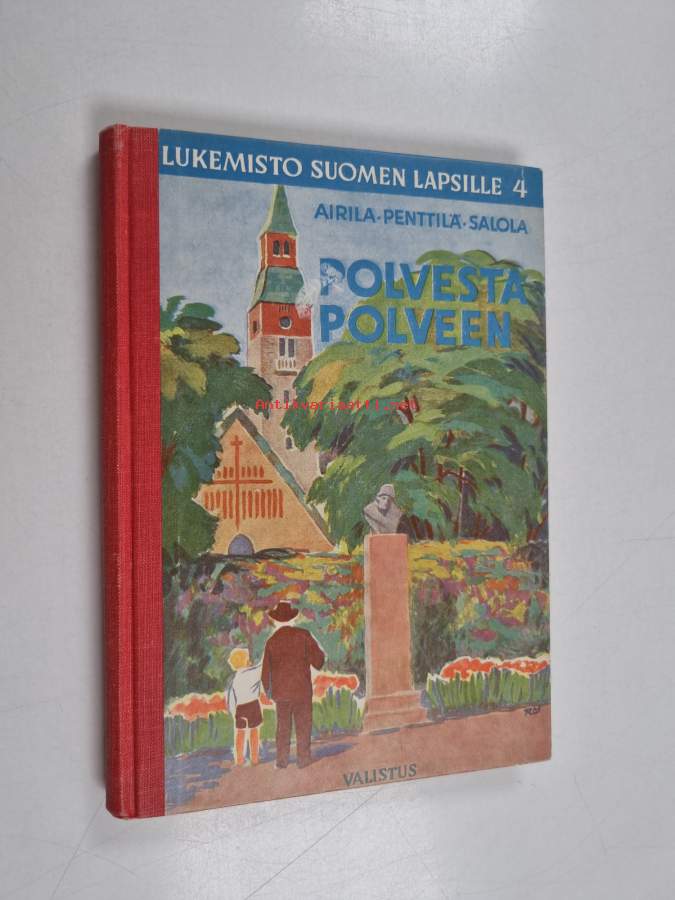 LUKEMISTO SUOMEN LAPSILLE 4
AIRILA · PENTTILÄ · SALOLA
POLVESTA
POLVEEN
Antikvariaatti.net
VALISTUS